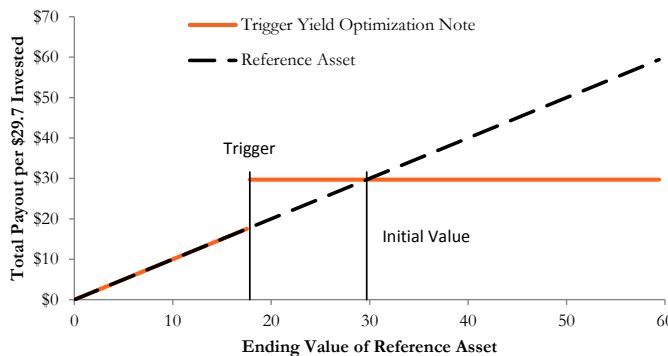 Total Payout per $29.7 Invested
$70
$60
$50
$40
$30
$20
$10
$0
Trigger Yield Optimization Note
Reference Asset
Trigger
Initial Value
0
10
20
30
40
50
60
Ending Value of Reference Asset